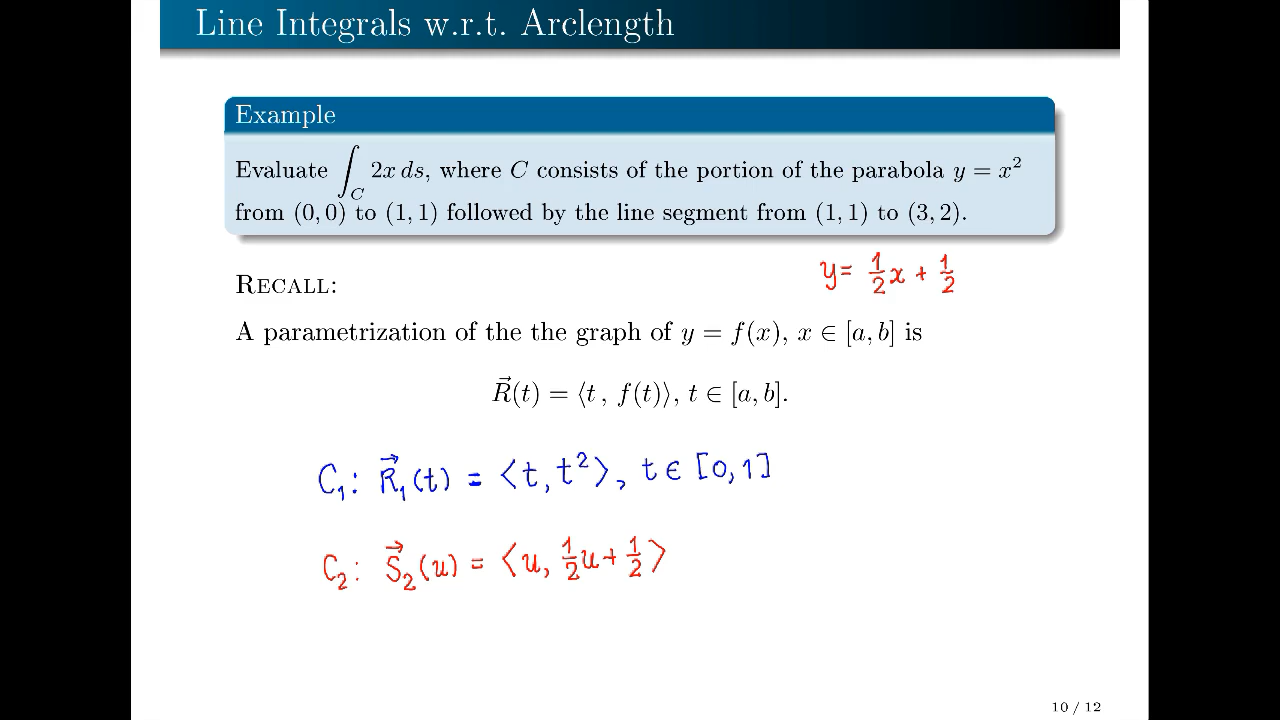 Line Integrals w.r.t. Arclength
Example
Evaluate ∫_C 2x ds, where C consists of the portion of the parabola y = x²
from (0, 0) to (1, 1) followed by the line segment from (1, 1) to (3, 2).
y = 1/2 x + 1/2
RECALL:
A parametrization of the the graph of y = f(x), x ∈ [a, b] is
R⃗(t) = ⟨t , f(t)⟩, t ∈ [a, b].
C₁: R⃗₁(t) = ⟨t, t²⟩, t ∈ [0, 1]
C₂: S⃗₂(u) = ⟨u, 1/2 u + 1/2⟩
10 / 12